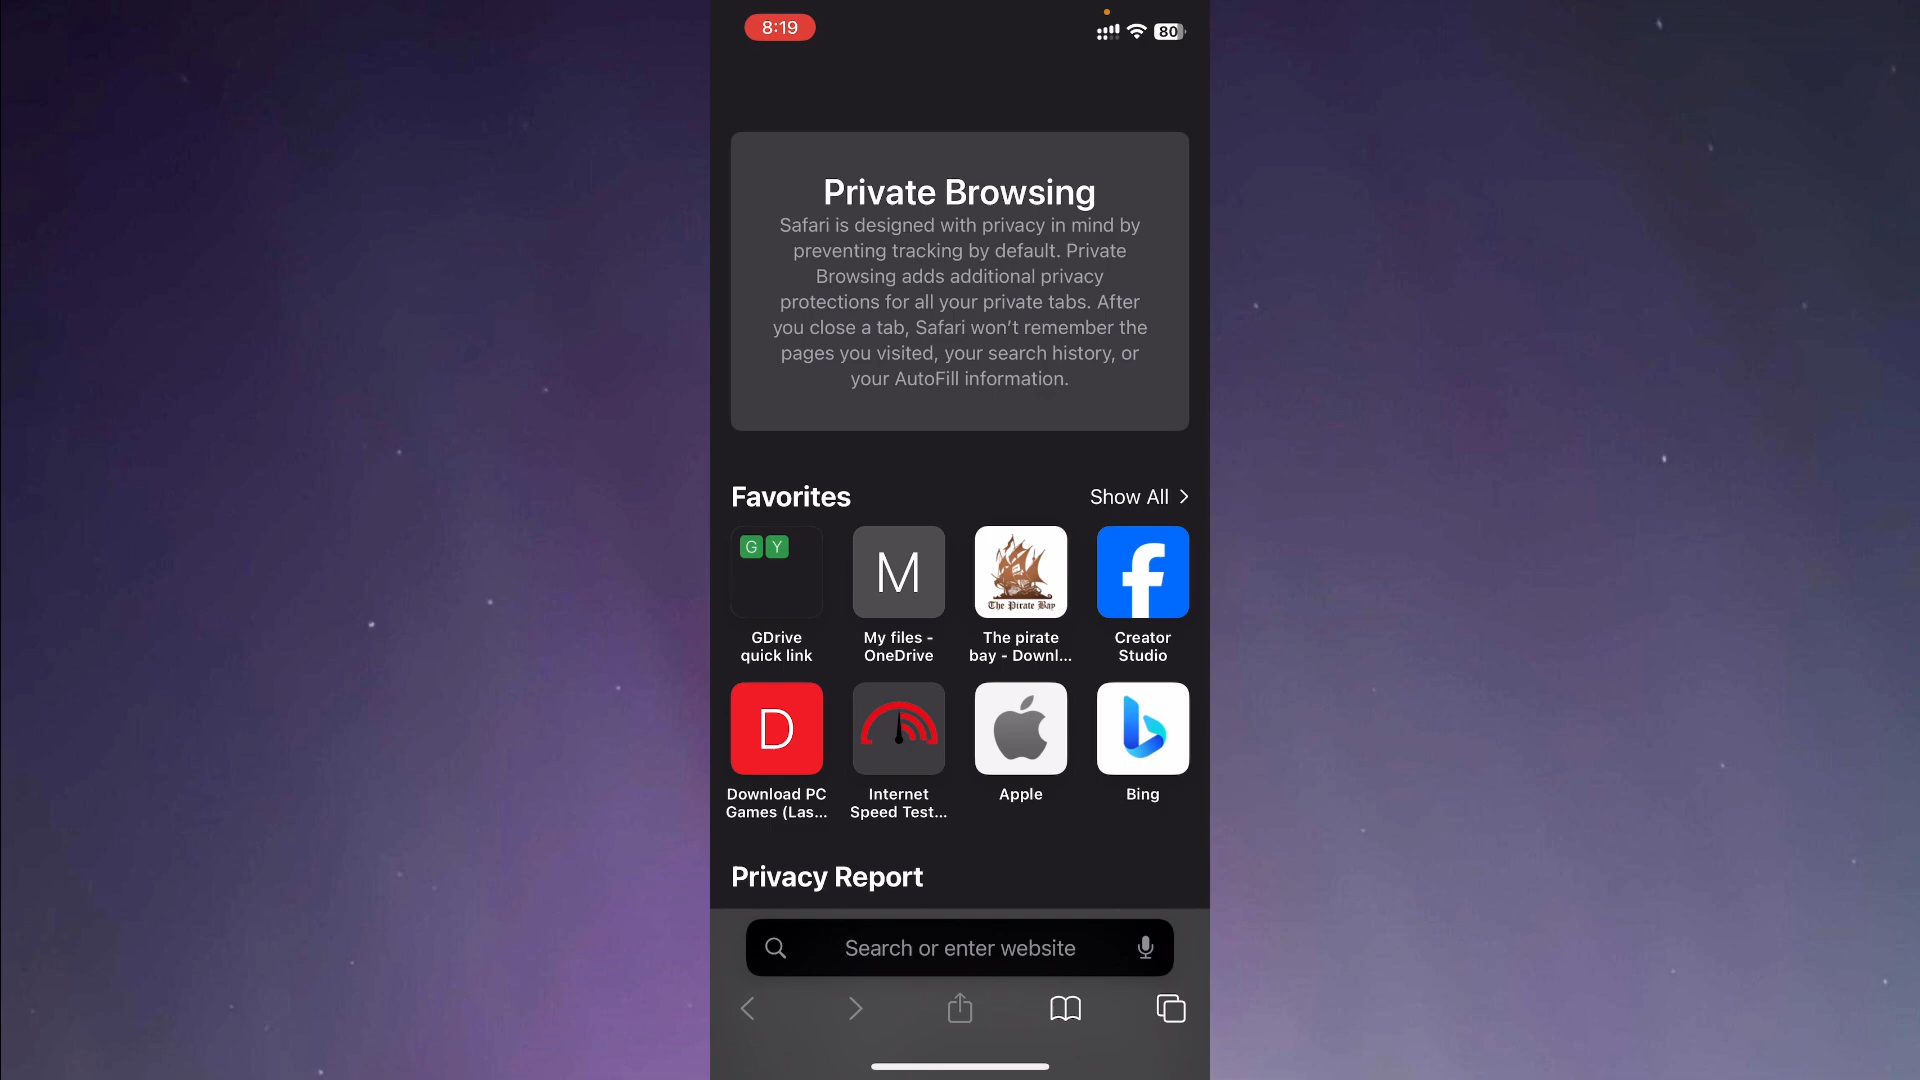 8:19
80
Private Browsing
Safari is designed with privacy in mind by
preventing tracking by default. Private
Browsing adds additional privacy
protections for all your private tabs. After
you close a tab, Safari won't remember the
pages you visited, your search history, or
your AutoFill information.
Favorites
Show All
G Y
M
The Pirate Bay
f
GDrive
quick link
My files -
OneDrive
The pirate
bay - Downl...
Creator
Studio
D
Download PC
Games (Las...
Internet
Speed Test...
Apple
Bing
Privacy Report
Search or enter website